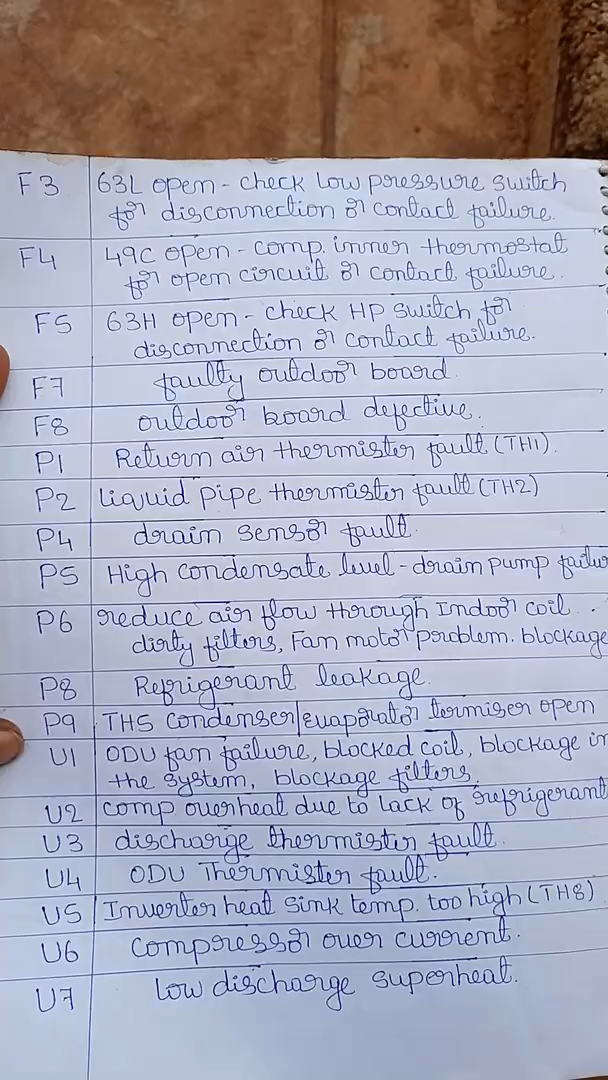 F3 63L open - check low pressure switch
for disconnection or contact failure.
F4 49C open - comp. inner thermostat
for open circuit or contact failure.
F5 63H open - check HP switch for
disconnection or contact failure.
F7 faulty outdoor board
F8 outdoor board defective.
P1 Return air thermister fault (TH1).
P2 liquid pipe thermister fault (TH2)
P4 drain sensor fault.
P5 High condensate level - drain pump failur
P6 reduce air flow through Indoor coil.
dirty filters, Fan motor problem. blockage
P8 Refrigerant leakage.
P9 TH5 condenser/evaporator termiser open
U1 ODU fan failure, blocked coil, blockage in
the system, blockage filters.
U2 comp overheat due to lack of refrigerant
U3 discharge thermister fault.
U4 ODU Thermister fault.
U5 Inverter heat sink temp. too high (TH8)
U6 compressor over current.
U7 low discharge superheat.